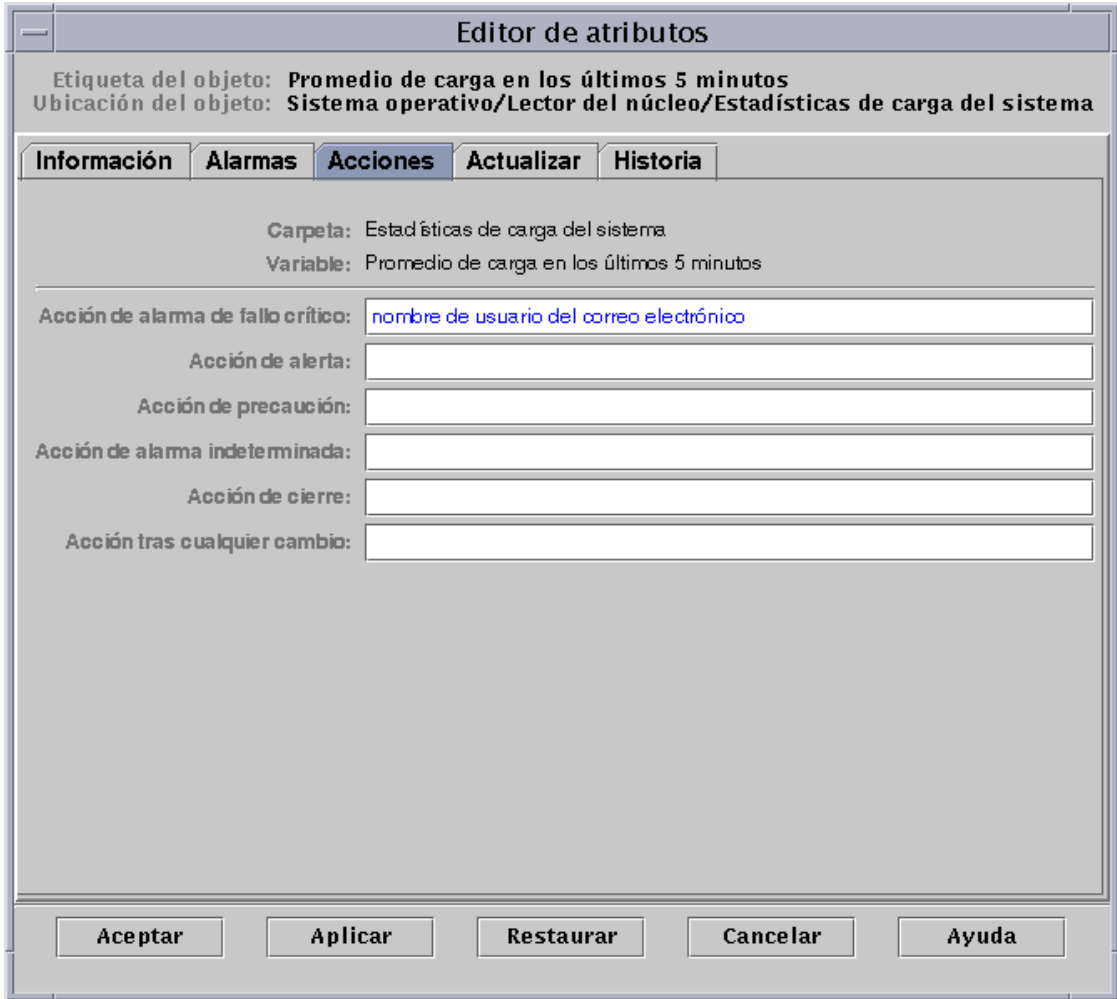 Editor de atributos
Etiqueta del objeto: Promedio de carga en los últimos 5 minutos
Ubicación del objeto: Sistema operativo/Lector del núcleo/Estadísticas de carga del sistema
Información Alarmas Acciones Actualizar Historia
Carpeta: Estadísticas de carga del sistema
Variable: Promedio de carga en los últimos 5 minutos
Acción de alarma de fallo crítico: nombre de usuario del correo electrónico
Acción de alerta:
Acción de precaución:
Acción de alarma indeterminada:
Acción de cierre:
Acción tras cualquier cambio:
Aceptar Aplicar Restaurar Cancelar Ayuda